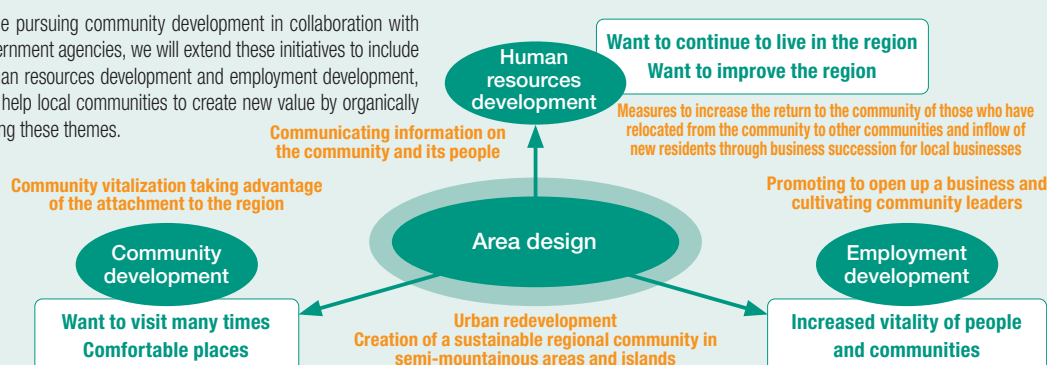 e pursuing community development in collaboration with
ernment agencies, we will extend these initiatives to include
an resources development and employment development,
help local communities to create new value by organically
ng these themes.
Human
resources
development
Want to continue to live in the region
Want to improve the region
Communicating information on
the community and its people
Measures to increase the return to the community of those who have
relocated from the community to other communities and inflow of
new residents through business succession for local businesses
Community vitalization taking advantage
of the attachment to the region
Promoting to open up a business and
cultivating community leaders
Community
development
Area design
Employment
development
Want to visit many times
Comfortable places
Urban redevelopment
Creation of a sustainable regional community in
semi-mountainous areas and islands
Increased vitality of people
and communities